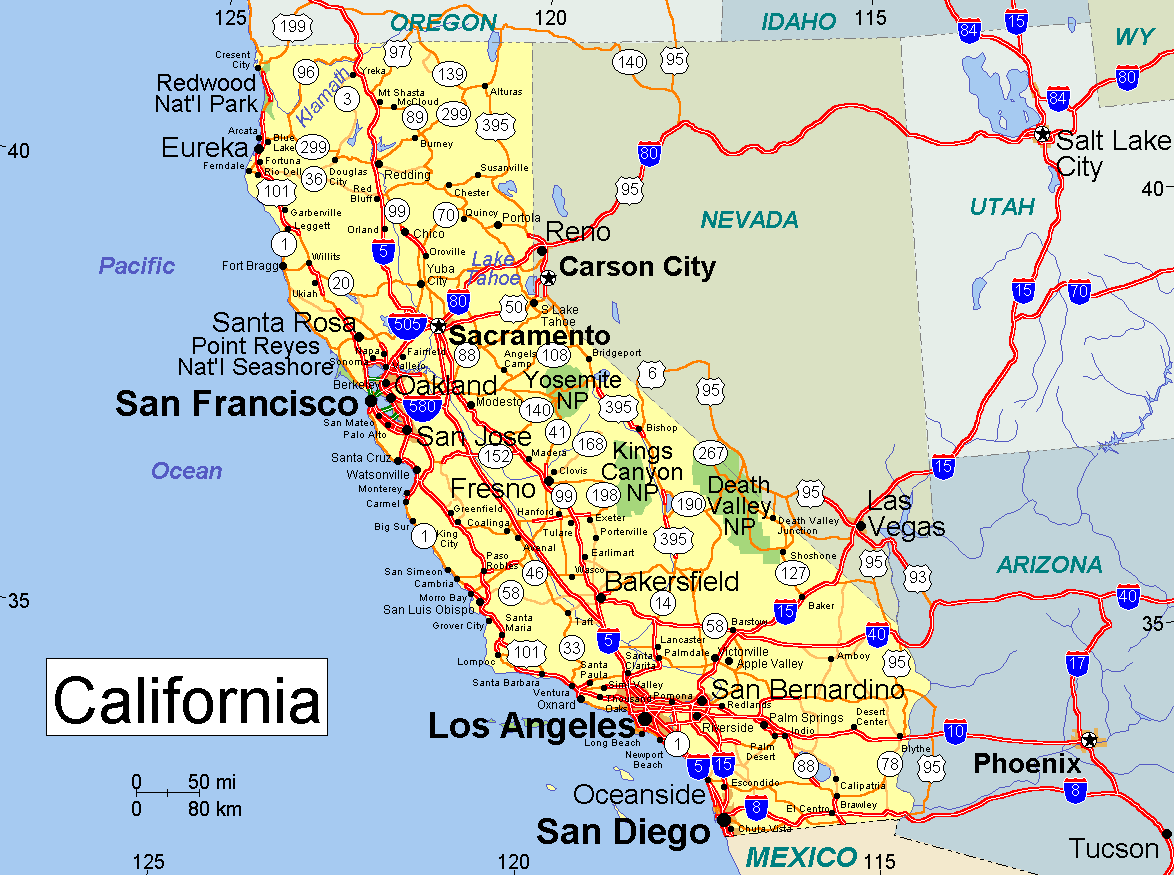 125
120
115
OREGON
IDAHO
WY
199
97
96
139
140
95
84
15
80
84
Cresent
City
Redwood
Nat'l Park
Klamath
Yreka
3
Mt Shasta
McCloud
Alturas
89
299
395
Arcata
Eureka
Blue
Lake
299
Burney
40
Ferndale
Fortuna
Rio Dell
36
Douglas
City
Redding
Susanville
80
Salt Lake
City
40
101
Red
Bluff
Chester
95
Garberville
Leggett
99
70
Quincy
Portola
NEVADA
UTAH
1
Orland
Chico
Reno
5
Willits
Oroville
Lake
Tahoe
Pacific
Fort Bragg
Yuba
City
Carson City
20
Ukiah
80
50
S Lake
Tahoe
15
70
Santa Rosa
505
Sacramento
Point Reyes
Nat'l Seashore
Napa
Sonoma
Fairfield
Vallejo
88
Angels
Camp
108
Bridgeport
Berkeley
Oakland
Yosemite
NP
6
95
San Francisco
580
Modesto
140
395
San Mateo
Palo Alto
San Jose
41
168
Bishop
Ocean
Santa Cruz
152
Madera
Kings
Canyon
NP
267
15
Watsonville
Clovis
Monterey
Fresno
99
198
190
Death
Valley
NP
95
Las
Vegas
Carmel
Greenfield
Hanford
Exeter
Big Sur
1
King
City
Coalinga
Tulare
Porterville
395
Death Valley
Junction
Avenal
Earlimart
Shoshone
ARIZONA
San Simeon
Paso
Robles
46
Wasco
127
95
93
Cambria
58
Bakersfield
35
Morro Bay
San Luis Obispo
14
15
Baker
40
35
Grover City
Santa
Maria
Taft
58
Barstow
5
40
101
33
Lancaster
Palmdale
Victorville
Apple Valley
Amboy
95
17
Lompoc
Santa
Paula
Santa
Clarita
Santa Barbara
Simi Valley
California
Ventura
Oxnard
Thousand
Oaks
Pomona
San Bernardino
Redlands
Los Angeles
Riverside
Palm Springs
Indio
Desert
Center
10
Long Beach
Newport
Beach
1
Palm
Desert
Blythe
Phoenix
5
15
88
78
95
0
50 mi
0
80 km
Oceanside
Escondido
Calipatria
8
8
El Centro
Brawley
San Diego
Chula Vista
Tucson
MEXICO
125
120
115